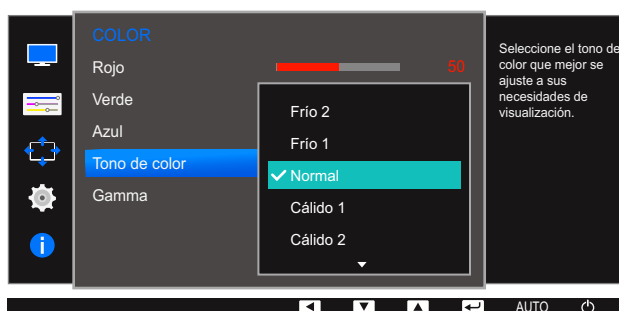 COLOR
Rojo
50
Verde
Azul
Tono de color
Gamma
Frío 2
Frío 1
Normal
Cálido 1
Cálido 2
Seleccione el tono de
color que mejor se
ajuste a sus
necesidades de
visualización.
AUTO